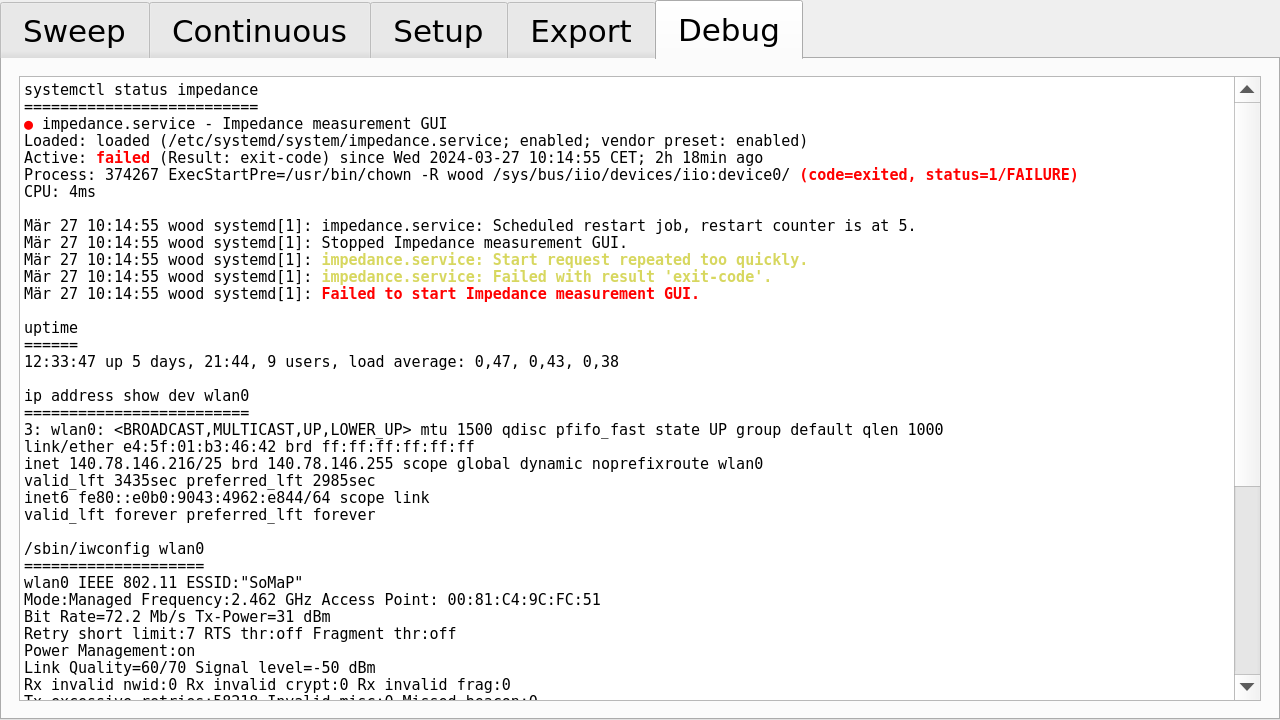 Sweep Continuous Setup Export Debug
systemctl status impedance
==========================
● impedance.service - Impedance measurement GUI
Loaded: loaded (/etc/systemd/system/impedance.service; enabled; vendor preset: enabled)
Active: failed (Result: exit-code) since Wed 2024-03-27 10:14:55 CET; 2h 18min ago
Process: 374267 ExecStartPre=/usr/bin/chown -R wood /sys/bus/iio/devices/iio:device0/ (code=exited, status=1/FAILURE)
CPU: 4ms

Mär 27 10:14:55 wood systemd[1]: impedance.service: Scheduled restart job, restart counter is at 5.
Mär 27 10:14:55 wood systemd[1]: Stopped Impedance measurement GUI.
Mär 27 10:14:55 wood systemd[1]: impedance.service: Start request repeated too quickly.
Mär 27 10:14:55 wood systemd[1]: impedance.service: Failed with result 'exit-code'.
Mär 27 10:14:55 wood systemd[1]: Failed to start Impedance measurement GUI.

uptime
======
12:33:47 up 5 days, 21:44, 9 users, load average: 0,47, 0,43, 0,38

ip address show dev wlan0
=========================
3: wlan0: <BROADCAST,MULTICAST,UP,LOWER_UP> mtu 1500 qdisc pfifo_fast state UP group default qlen 1000
link/ether e4:5f:01:b3:46:42 brd ff:ff:ff:ff:ff:ff
inet 140.78.146.216/25 brd 140.78.146.255 scope global dynamic noprefixroute wlan0
valid_lft 3435sec preferred_lft 2985sec
inet6 fe80::e0b0:9043:4962:e844/64 scope link
valid_lft forever preferred_lft forever

/sbin/iwconfig wlan0
====================
wlan0 IEEE 802.11 ESSID:"SoMaP"
Mode:Managed Frequency:2.462 GHz Access Point: 00:81:C4:9C:FC:51
Bit Rate=72.2 Mb/s Tx-Power=31 dBm
Retry short limit:7 RTS thr:off Fragment thr:off
Power Management:on
Link Quality=60/70 Signal level=-50 dBm
Rx invalid nwid:0 Rx invalid crypt:0 Rx invalid frag:0
Tx excessive retries:58218 Invalid misc:0 Missed beacon:0